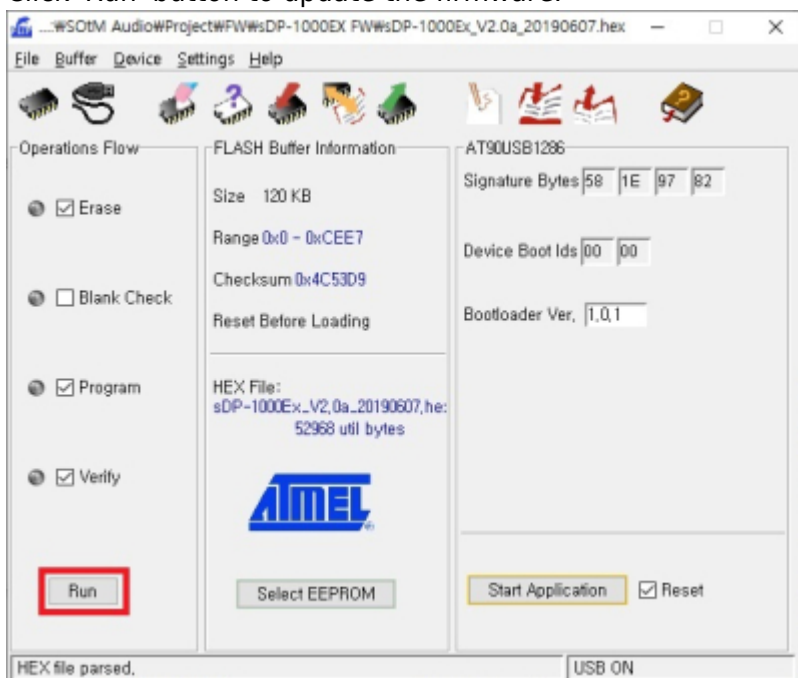 Click 'Run' button to update the firmware.
...₩SOtM Audio₩Project₩FW₩sDP-1000EX FW₩sDP-1000Ex_V2.0a_20190607.hex
File Buffer Device Settings Help
Operations Flow
Erase
Blank Check
Program
Verify
Run
FLASH Buffer Information
Size 120 KB
Range 0x0 - 0xCEE7
Checksum 0x4C53D9
Reset Before Loading
HEX File:
sDP-1000Ex_V2,0a_20190607,he:
52968 util bytes
ATMEL
Select EEPROM
AT90USB1286
Signature Bytes 58 1E 97 82
Device Boot Ids 00 00
Bootloader Ver, 1,0,1
Start Application Reset
HEX file parsed,
USB ON